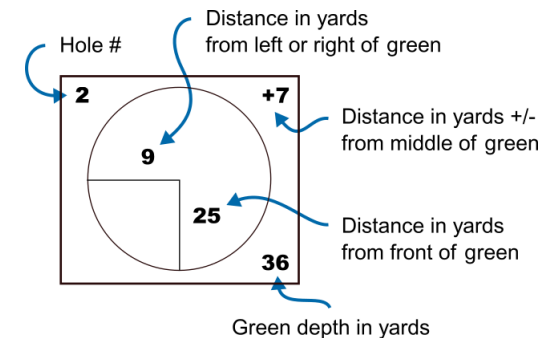 Distance in yards
from left or right of green
Hole #
2
+7
Distance in yards +/-
from middle of green
9
25
Distance in yards
from front of green
36
Green depth in yards